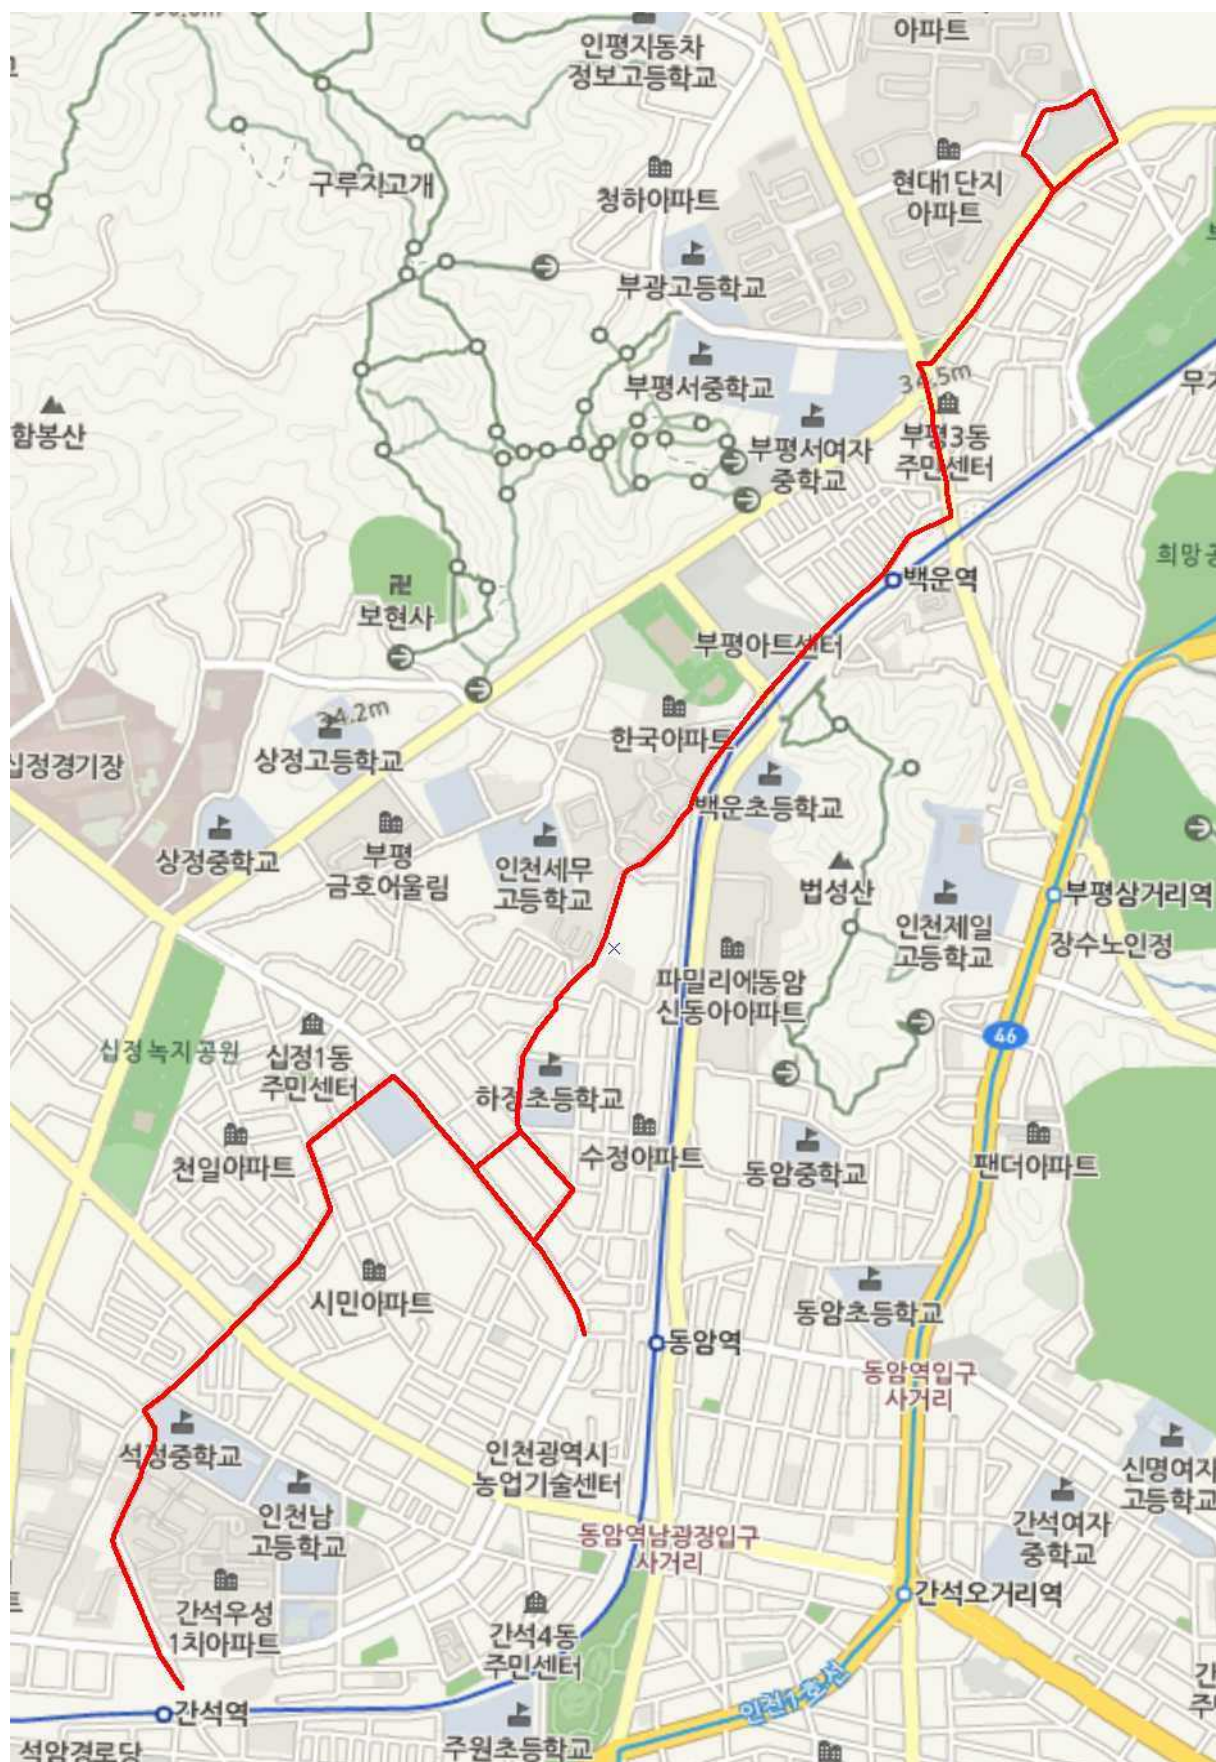 아파트
인평자동차
정보고등학교
구루지고개
청하아파트
현대1단지
아파트
부광고등학교
부평서중학교
34.5m
함봉산
부평서여자
중학교
부평3동
주민센터
백운역
보현사
부평아트센터
34.2m
한국아파트
상정고등학교
십정경기장
백운초등학교
상정중학교
부평
금호어울림
인천세무
고등학교
법성산
인천제일
고등학교
부평삼거리역
장수노인정
파밀리에동암
신동아아파트
46
십정녹지공원
십정1동
주민센터
하정초등학교
천일아파트
수정아파트
동암중학교
팬더아파트
시민아파트
동암초등학교
동암역
동암역입구
사거리
석정중학교
인천광역시
농업기술센터
신명여자
고등학교
인천남
고등학교
간석여자
중학교
동암역남광장입구
사거리
간석오거리역
간석우성
1차아파트
간석4동
주민센터
인천1호선
간석역
주원초등학교
석암경로당